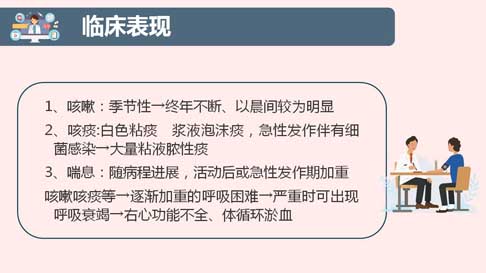 临床表现
1、咳嗽：季节性→终年不断、以晨间较为明显
2、咳痰:白色粘痰　浆液泡沫痰，急性发作伴有细
菌感染→大量粘液脓性痰
3、喘息：随病程进展，活动后或急性发作期加重
咳嗽咳痰等→逐渐加重的呼吸困难→严重时可出现
呼吸衰竭→右心功能不全、体循环淤血